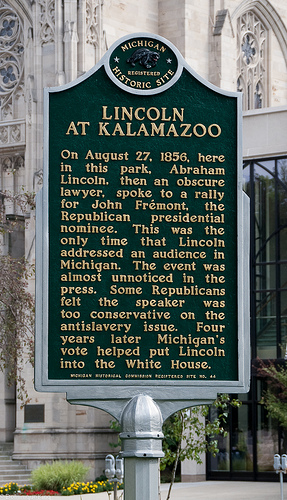 MICHIGAN
REGISTERED
HISTORIC SITE
LINCOLN
AT KALAMAZOO
On August 27, 1856, here
in this park, Abraham
Lincoln, then an obscure
lawyer, spoke to a rally
for John Frémont, the
Republican presidential
nominee. This was the
only time that Lincoln
addressed an audience in
Michigan. The event was
almost unnoticed in the
press. Some Republicans
felt the speaker was
too conservative on the
antislavery issue. Four
years later Michigan's
vote helped put Lincoln
into the White House.
MICHIGAN HISTORICAL COMMISSION REGISTERED SITE NO. 44